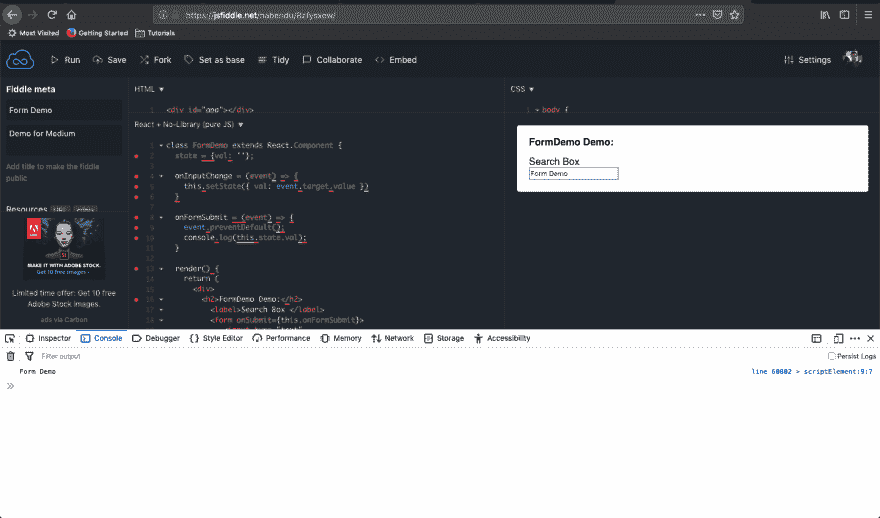 https://jsfiddle.net/nabendu/
Most Visited Getting Started Tutorials
Run Save Fork Set as base Tidy Collaborate Embed Settings
Fiddle meta
Form Demo
Demo for Medium
Add title to make the fiddle
public
Resources URL cdnjs
MAKE IT WITH ADOBE STOCK.
Get 10 free images ›
Limited time offer: Get 10 free
Adobe Stock images.
ads via Carbon
HTML ▼
1 <div id="app"></div>
React + No-Library (pure JS) ▼
1 class FormDemo extends React.Component {
2 state = {val: ''};
3
4 onInputChange = (event) => {
5 this.setState({ val: event.target.value })
6 }
7
8 onFormSubmit = (event) => {
9 event.preventDefault();
10 console.log(this.state.val);
11 }
12
13 render() {
14 return (
15 <div>
16 <h2>FormDemo Demo:</h2>
17 <label>Search Box </label>
18 <form onSubmit={this.onFormSubmit}>
CSS ▼
1 body {
FormDemo Demo:
Search Box
Form Demo
Inspector Console Debugger Style Editor Performance Memory Network Storage Accessibility
Filter output Persist Logs
Form Demo line 60802 > scriptElement:9:7